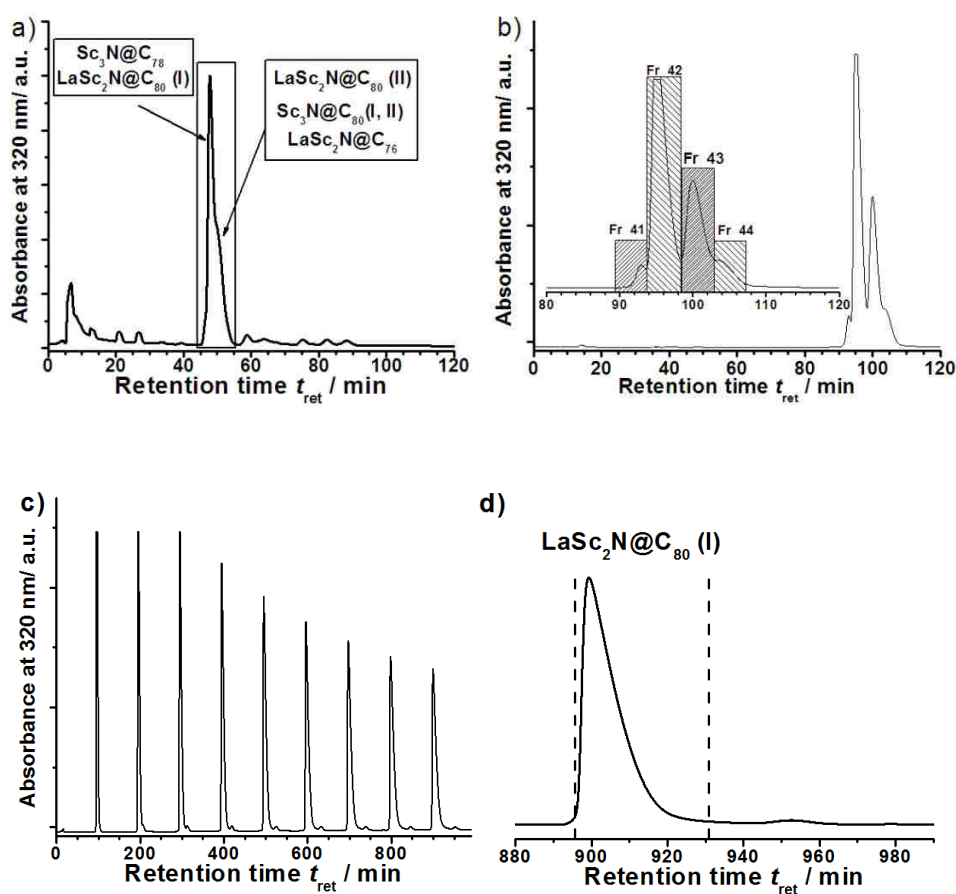 a)
Sc₃N@C₇₈
LaSc₂N@C₈₀ (I)
LaSc₂N@C₈₀ (II)
Sc₃N@C₈₀(I, II)
LaSc₂N@C₇₆
Absorbance at 320 nm/ a.u.
0 20 40 60 80 100 120
Retention time t_ret / min
b)
Fr 42
Fr 43
Fr 41
Fr 44
80 90 100 110 120
Absorbance at 320 nm/ a.u.
0 20 40 60 80 100 120
Retention time t_ret / min
c)
Absorbance at 320 nm/ a.u.
0 200 400 600 800
Retention time t_ret / min
d)
LaSc₂N@C₈₀ (I)
880 900 920 940 960 980
Retention time t_ret / min